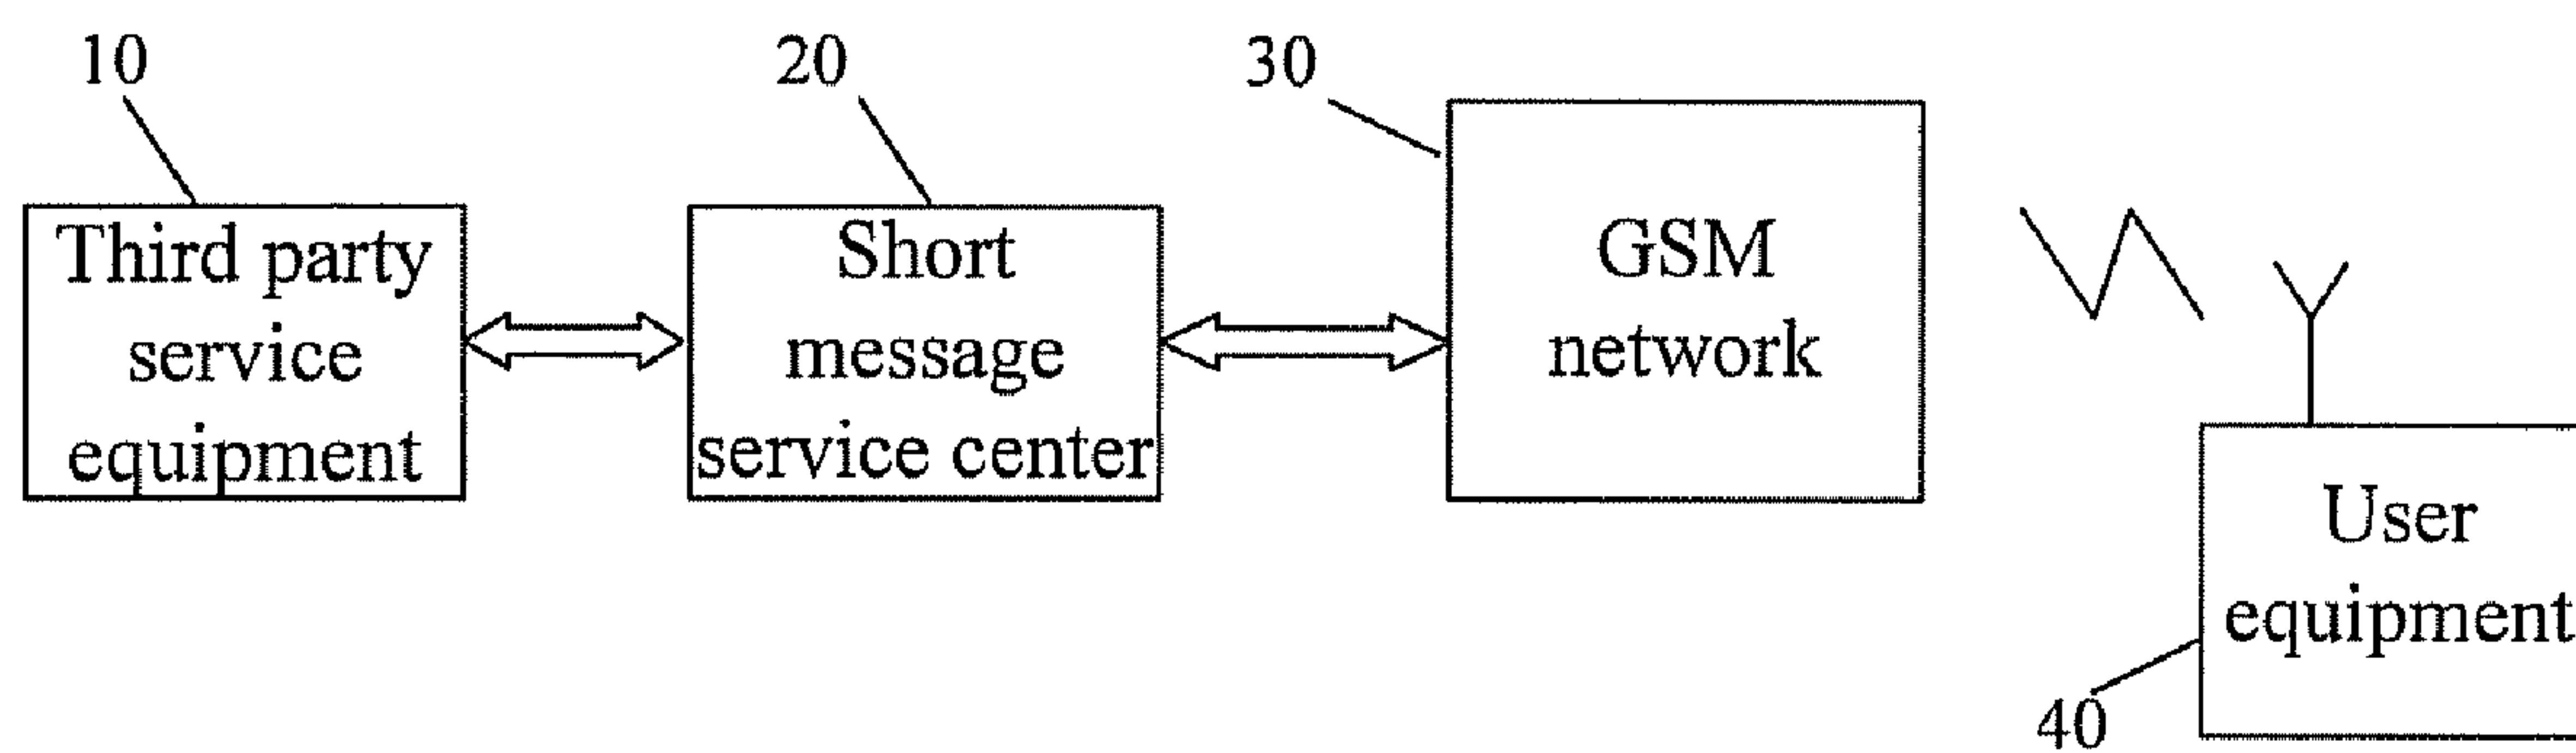 10
20
30
Third party
service
equipment
Short
message
service center
GSM
network
User
equipment
40